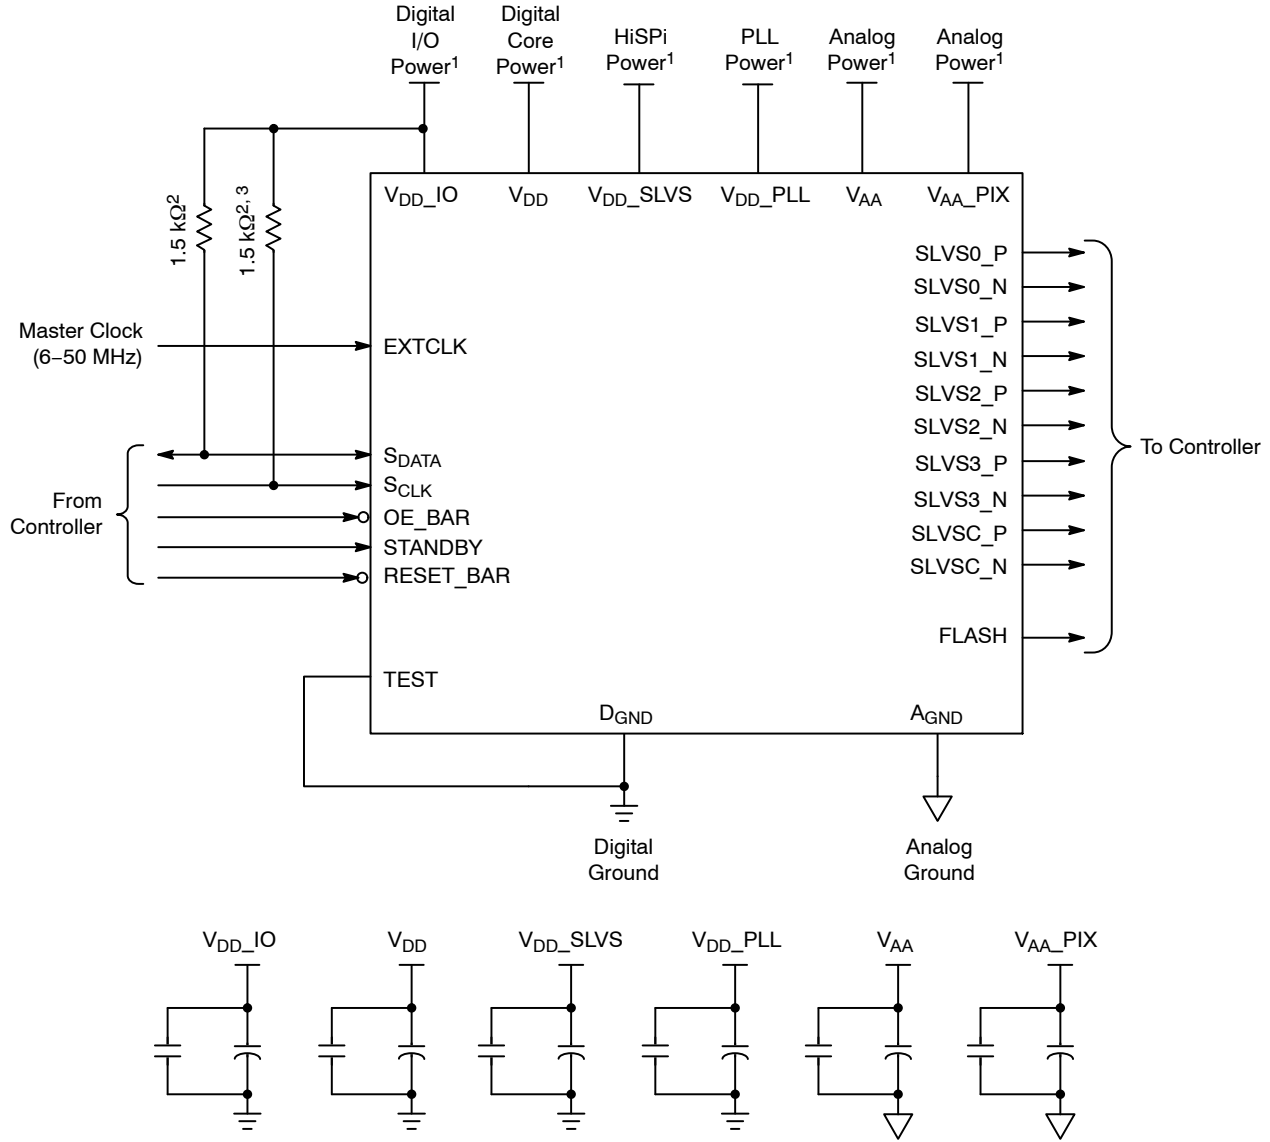 Digital
I/O
Power1
Digital
Core
Power1
HiSPi
Power1
PLL
Power1
Analog
Power1
Analog
Power1
VDD_IO
VDD
VDD_SLVS
VDD_PLL
VAA
VAA_PIX
1.5 kΩ2
1.5 kΩ2, 3
Master Clock
(6–50 MHz)
EXTCLK
From
Controller
SDATA
SCLK
OE_BAR
STANDBY
RESET_BAR
TEST
SLVS0_P
SLVS0_N
SLVS1_P
SLVS1_N
SLVS2_P
SLVS2_N
SLVS3_P
SLVS3_N
SLVSC_P
SLVSC_N
FLASH
To Controller
DGND
AGND
Digital
Ground
Analog
Ground
VDD_IO
VDD
VDD_SLVS
VDD_PLL
VAA
VAA_PIX